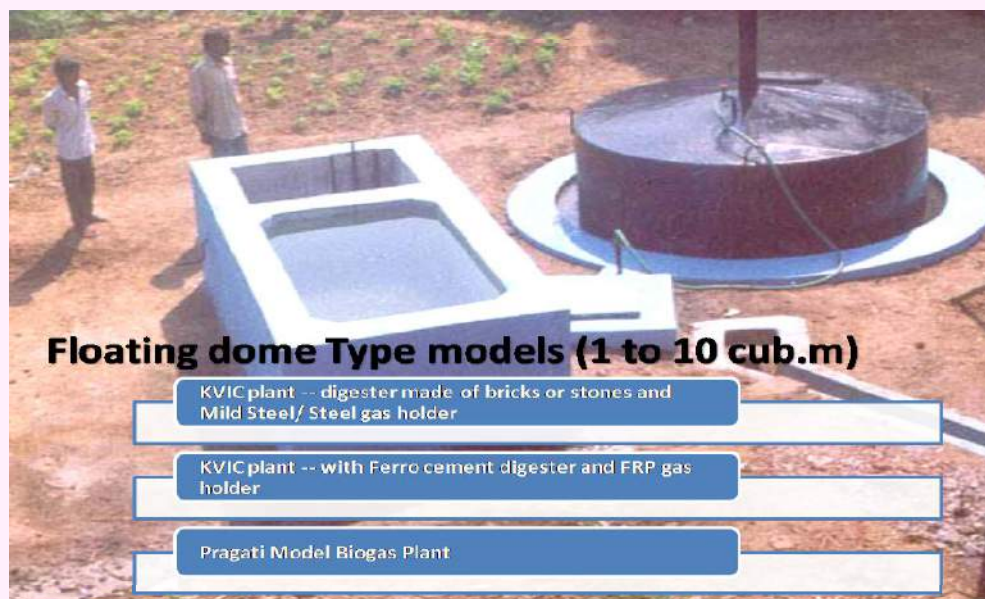 Floating dome Type models (1 to 10 cub.m)
KVIC plant -- digester made of bricks or stones and
Mild Steel/ Steel gas holder
KVIC plant -- with Ferro cement digester and FRP gas
holder
Pragati Model Biogas Plant